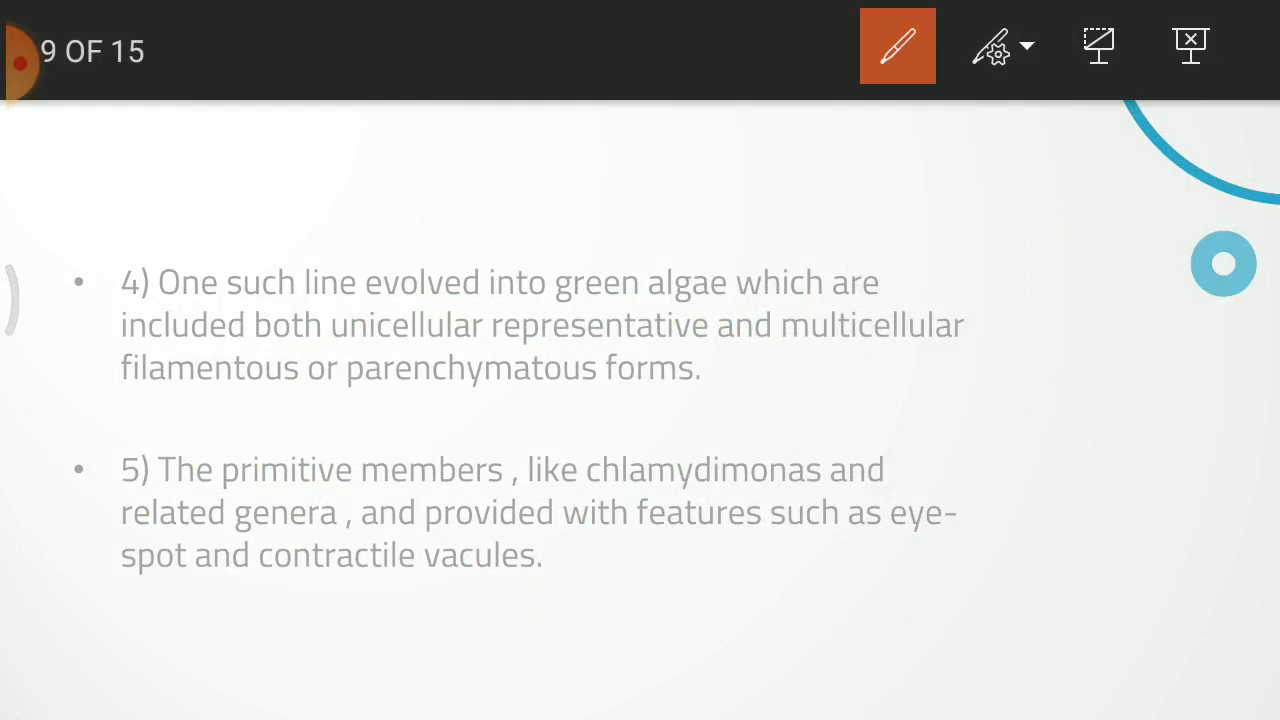 9 OF 15
• 4) One such line evolved into green algae which are
included both unicellular representative and multicellular
filamentous or parenchymatous forms.
• 5) The primitive members , like chlamydimonas and
related genera , and provided with features such as eye-
spot and contractile vacules.